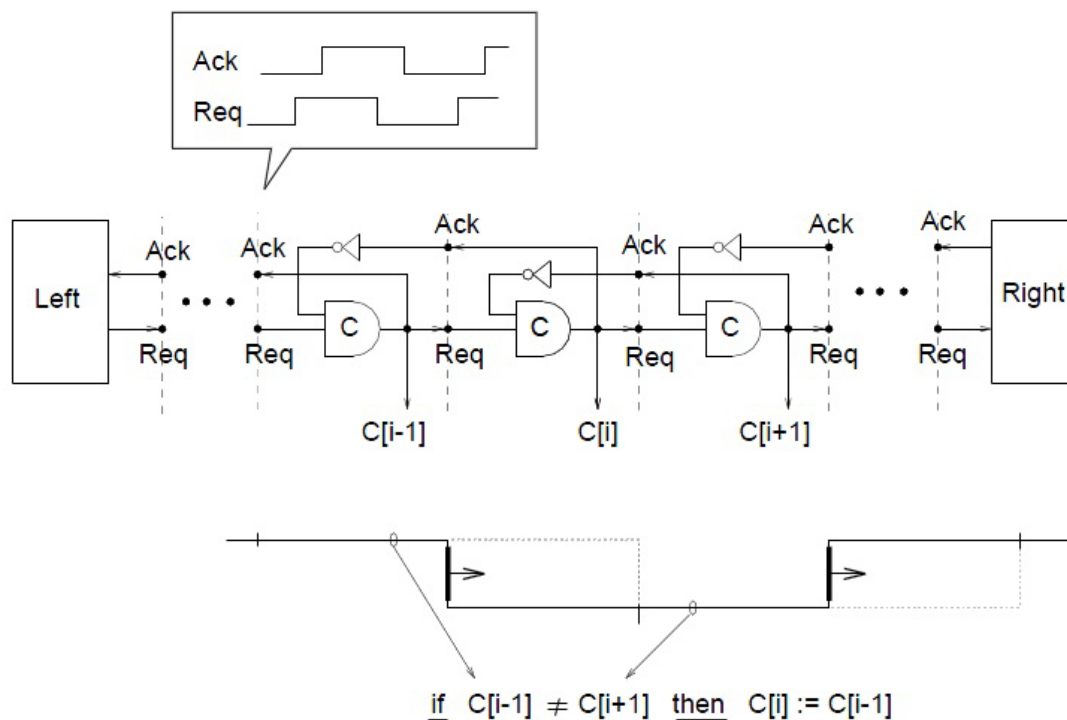 Ack
Req
Ack Ack Ack Ack Ack Ack
Left C C C Right
Req Req Req Req Req Req
C[i-1] C[i] C[i+1]
if C[i-1] ≠ C[i+1] then C[i] := C[i-1]